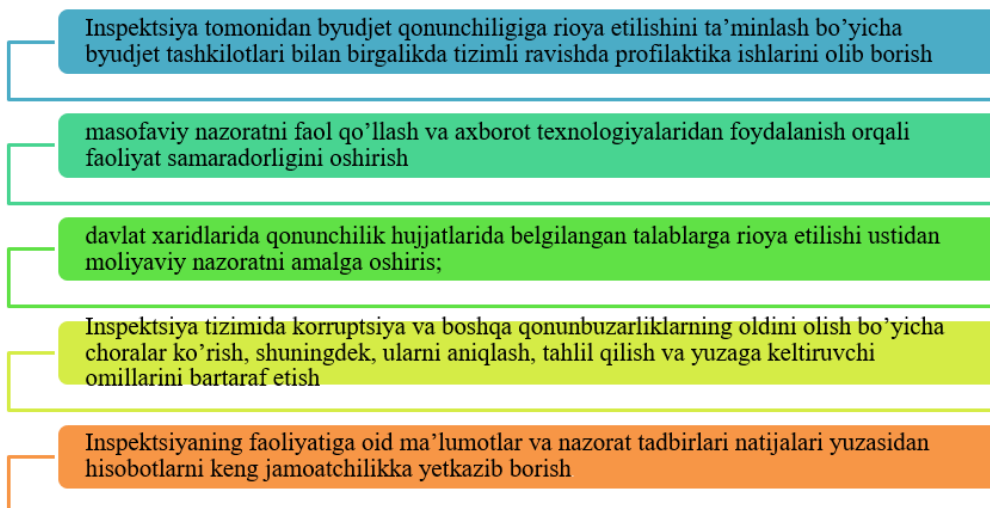 Inspektsiya tomonidan byudjet qonunchiligiga rioya etilishini ta’minlash bo’yicha
byudjet tashkilotlari bilan birgalikda tizimli ravishda profilaktika ishlarini olib borish
masofaviy nazoratni faol qo’llash va axborot texnologiyalaridan foydalanish orqali
faoliyat samaradorligini oshirish
davlat xaridlarida qonunchilik hujjatlarida belgilangan talablarga rioya etilishi ustidan
moliyaviy nazoratni amalga oshiris;
Inspektsiya tizimida korruptsiya va boshqa qonunbuzarliklarning oldini olish bo’yicha
choralar ko’rish, shuningdek, ularni aniqlash, tahlil qilish va yuzaga keltiruvchi
omillarini bartaraf etish
Inspektsiyaning faoliyatiga oid ma’lumotlar va nazorat tadbirlari natijalari yuzasidan
hisobotlarni keng jamoatchilikka yetkazib borish